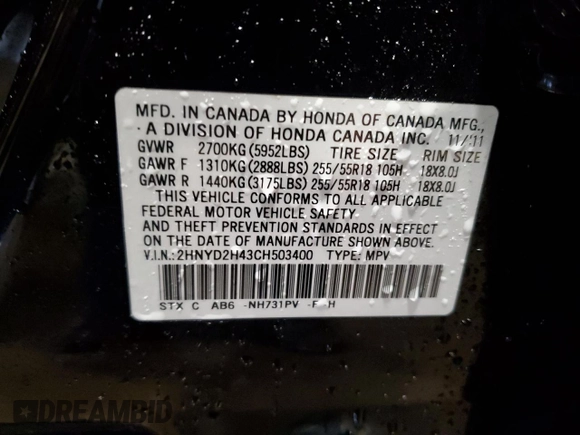 MFD. IN CANADA BY HONDA OF CANADA MFG.,
A DIVISION OF HONDA CANADA INC. 11/'11
GVWR 2700KG(5952LBS) TIRE SIZE RIM SIZE
GAWR F 1310KG(2888LBS) 255/55R18 105H 18X8.0J
GAWR R 1440KG(3175LBS) 255/55R18 105H 18X8.0J
THIS VEHICLE CONFORMS TO ALL APPLICABLE
FEDERAL MOTOR VEHICLE SAFETY
AND THEFT PREVENTION STANDARDS IN EFFECT
ON THE DATE OF MANUFACTURE SHOWN ABOVE.
V.I.N.:2HNYD2H43CH503400 TYPE: MPV
STX C AB6 -NH731PV -F H
DREAMBID